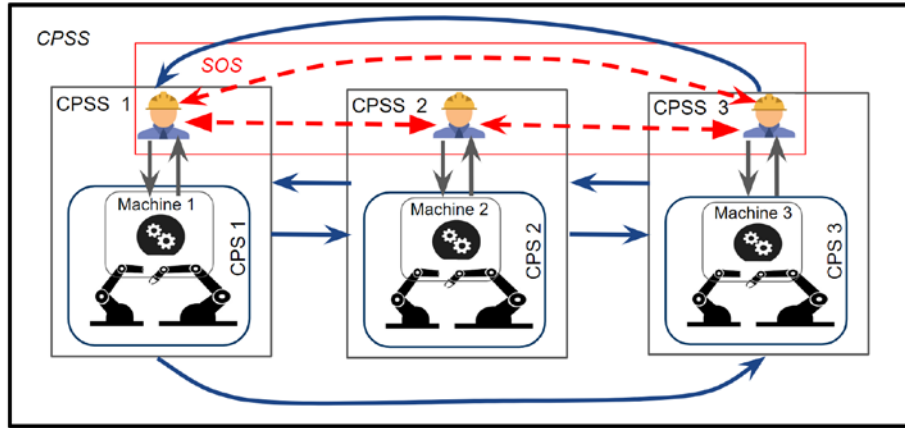 CPSS
SOS
CPSS 1
CPSS 2
CPSS 3
Machine 1
CPS 1
Machine 2
CPS 2
Machine 3
CPS 3